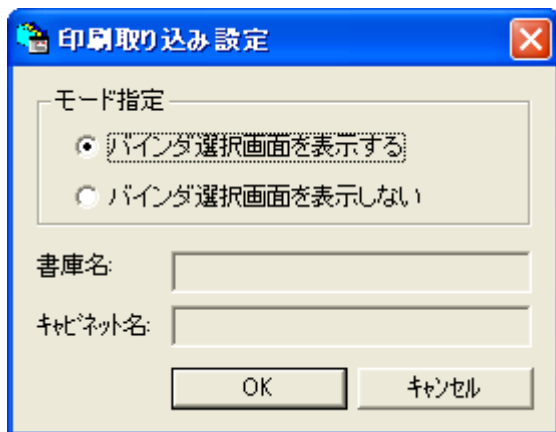 印刷取り込み設定
モード指定
バインダ選択画面を表示する
バインダ選択画面を表示しない
書庫名:
ｷｬﾋﾞﾈｯﾄ名:
OK
ｷｬﾝｾﾙ